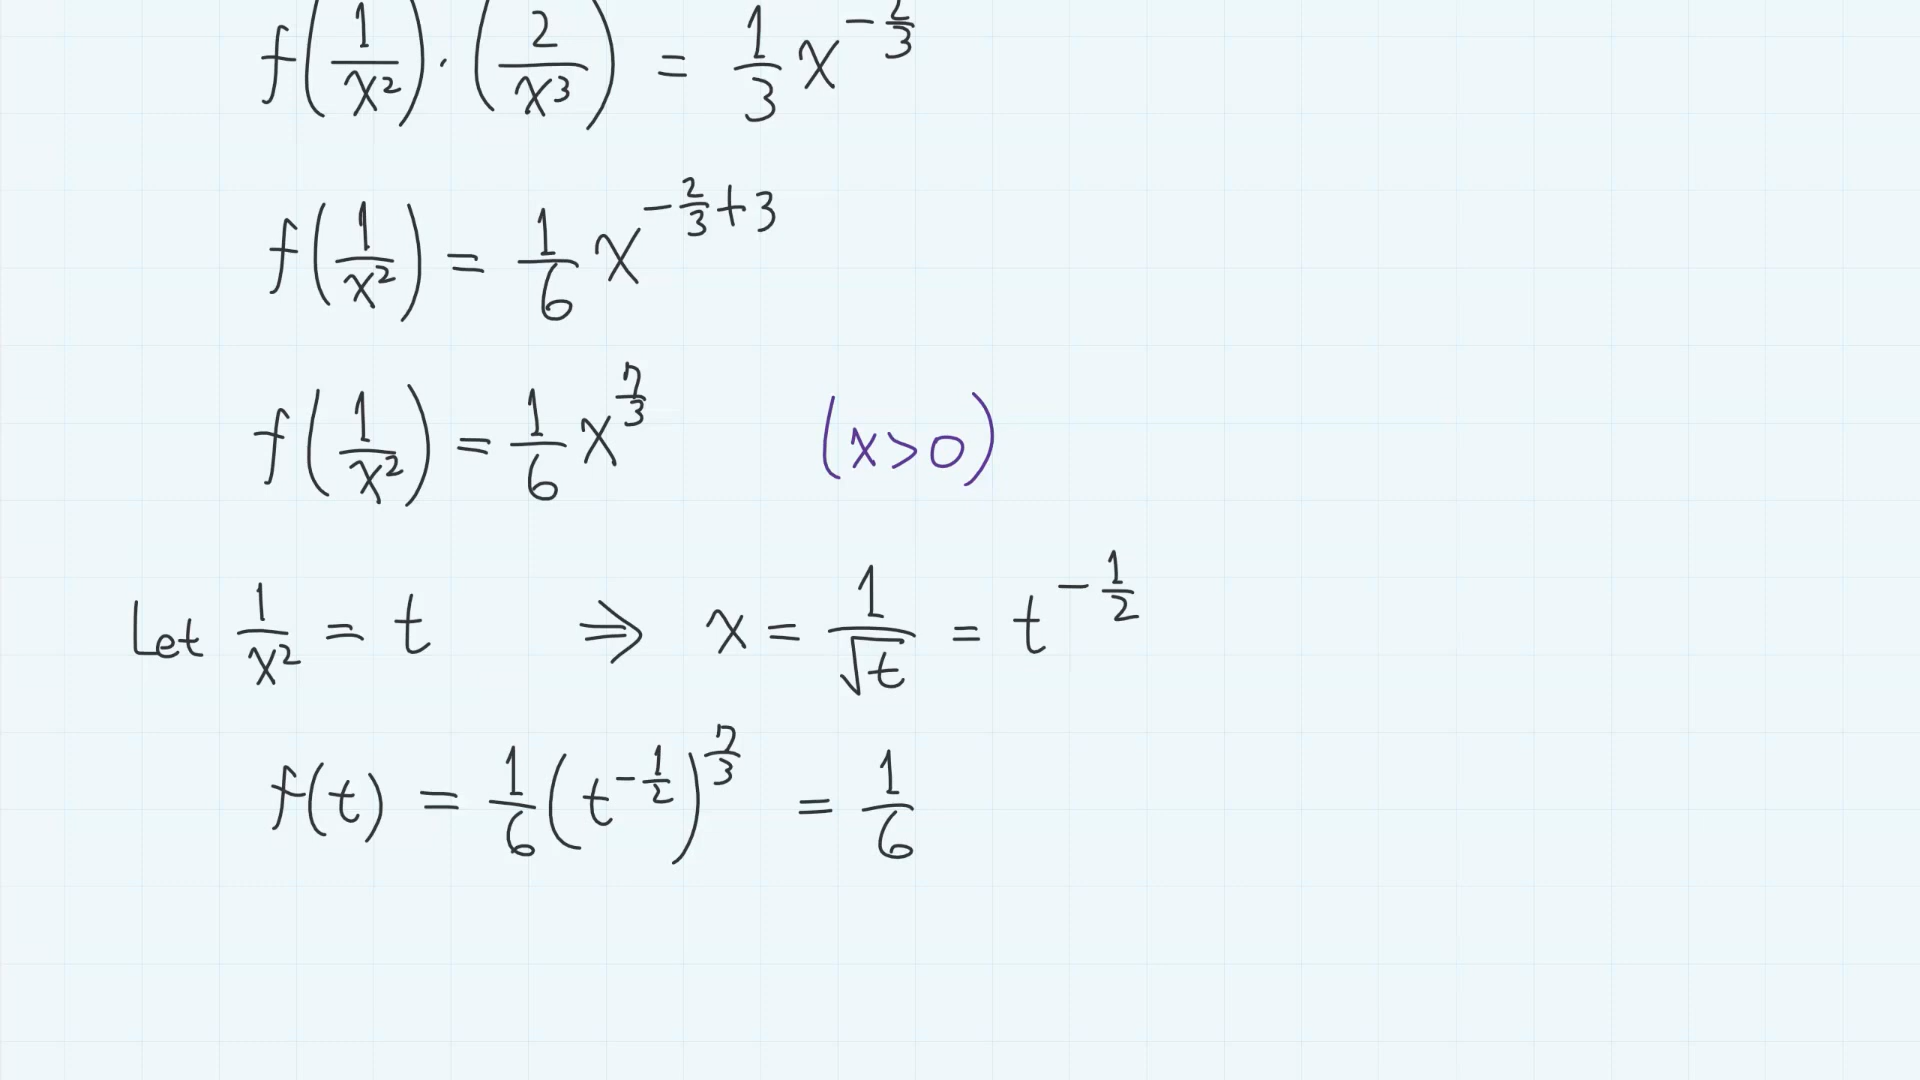 f(1/x²)·(2/x³) = 1/3 x^(-2/3)
f(1/x²) = 1/6 x^(-2/3+3)
f(1/x²) = 1/6 x^(7/3) (x>0)
Let 1/x² = t ⇒ x = 1/√t = t^(-1/2)
f(t) = 1/6 (t^(-1/2))^(7/3) = 1/6